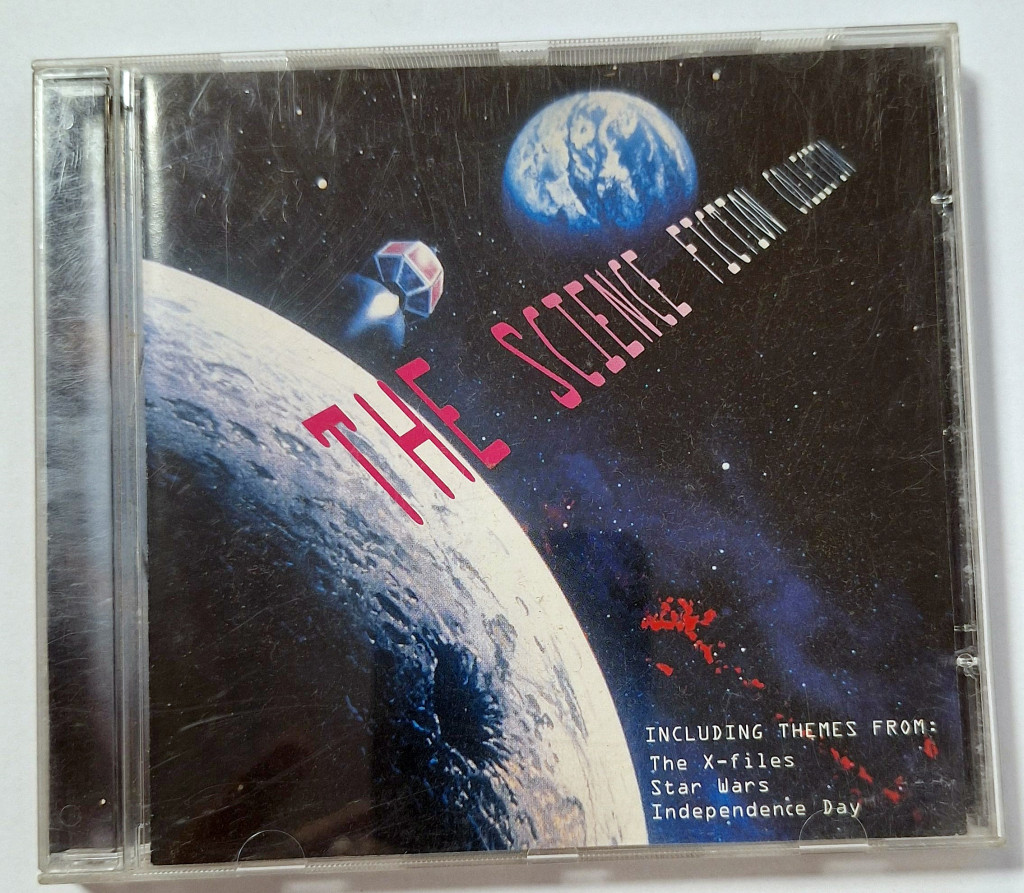 THE SCIENCE FICTION COLLECTION
INCLUDING THEMES FROM:
The X-files
Star Wars
Independence Day